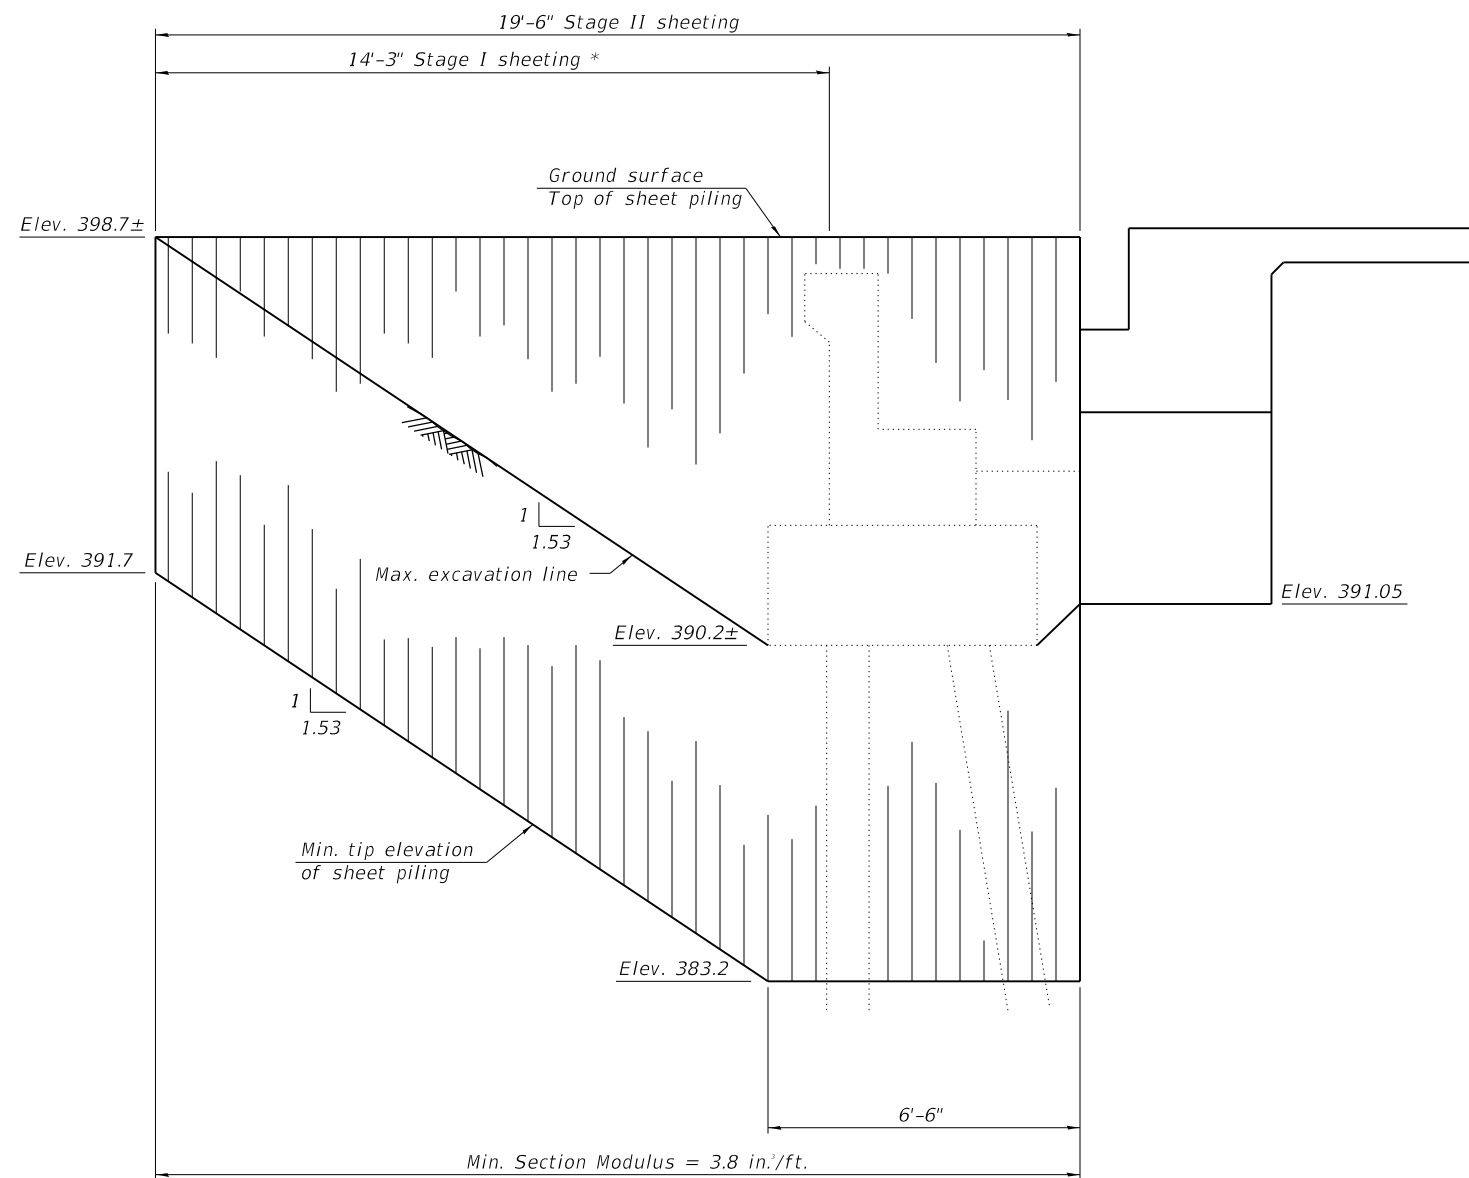 19'-6" Stage II sheeting
14'-3" Stage I sheeting *
Ground surface
Top of sheet piling
Elev. 398.7±
1
1.53
Elev. 391.7
Max. excavation line
Elev. 391.05
Elev. 390.2±
1
1.53
Min. tip elevation
of sheet piling
Elev. 383.2
6'-6"
Min. Section Modulus = 3.8 in.³/ft.